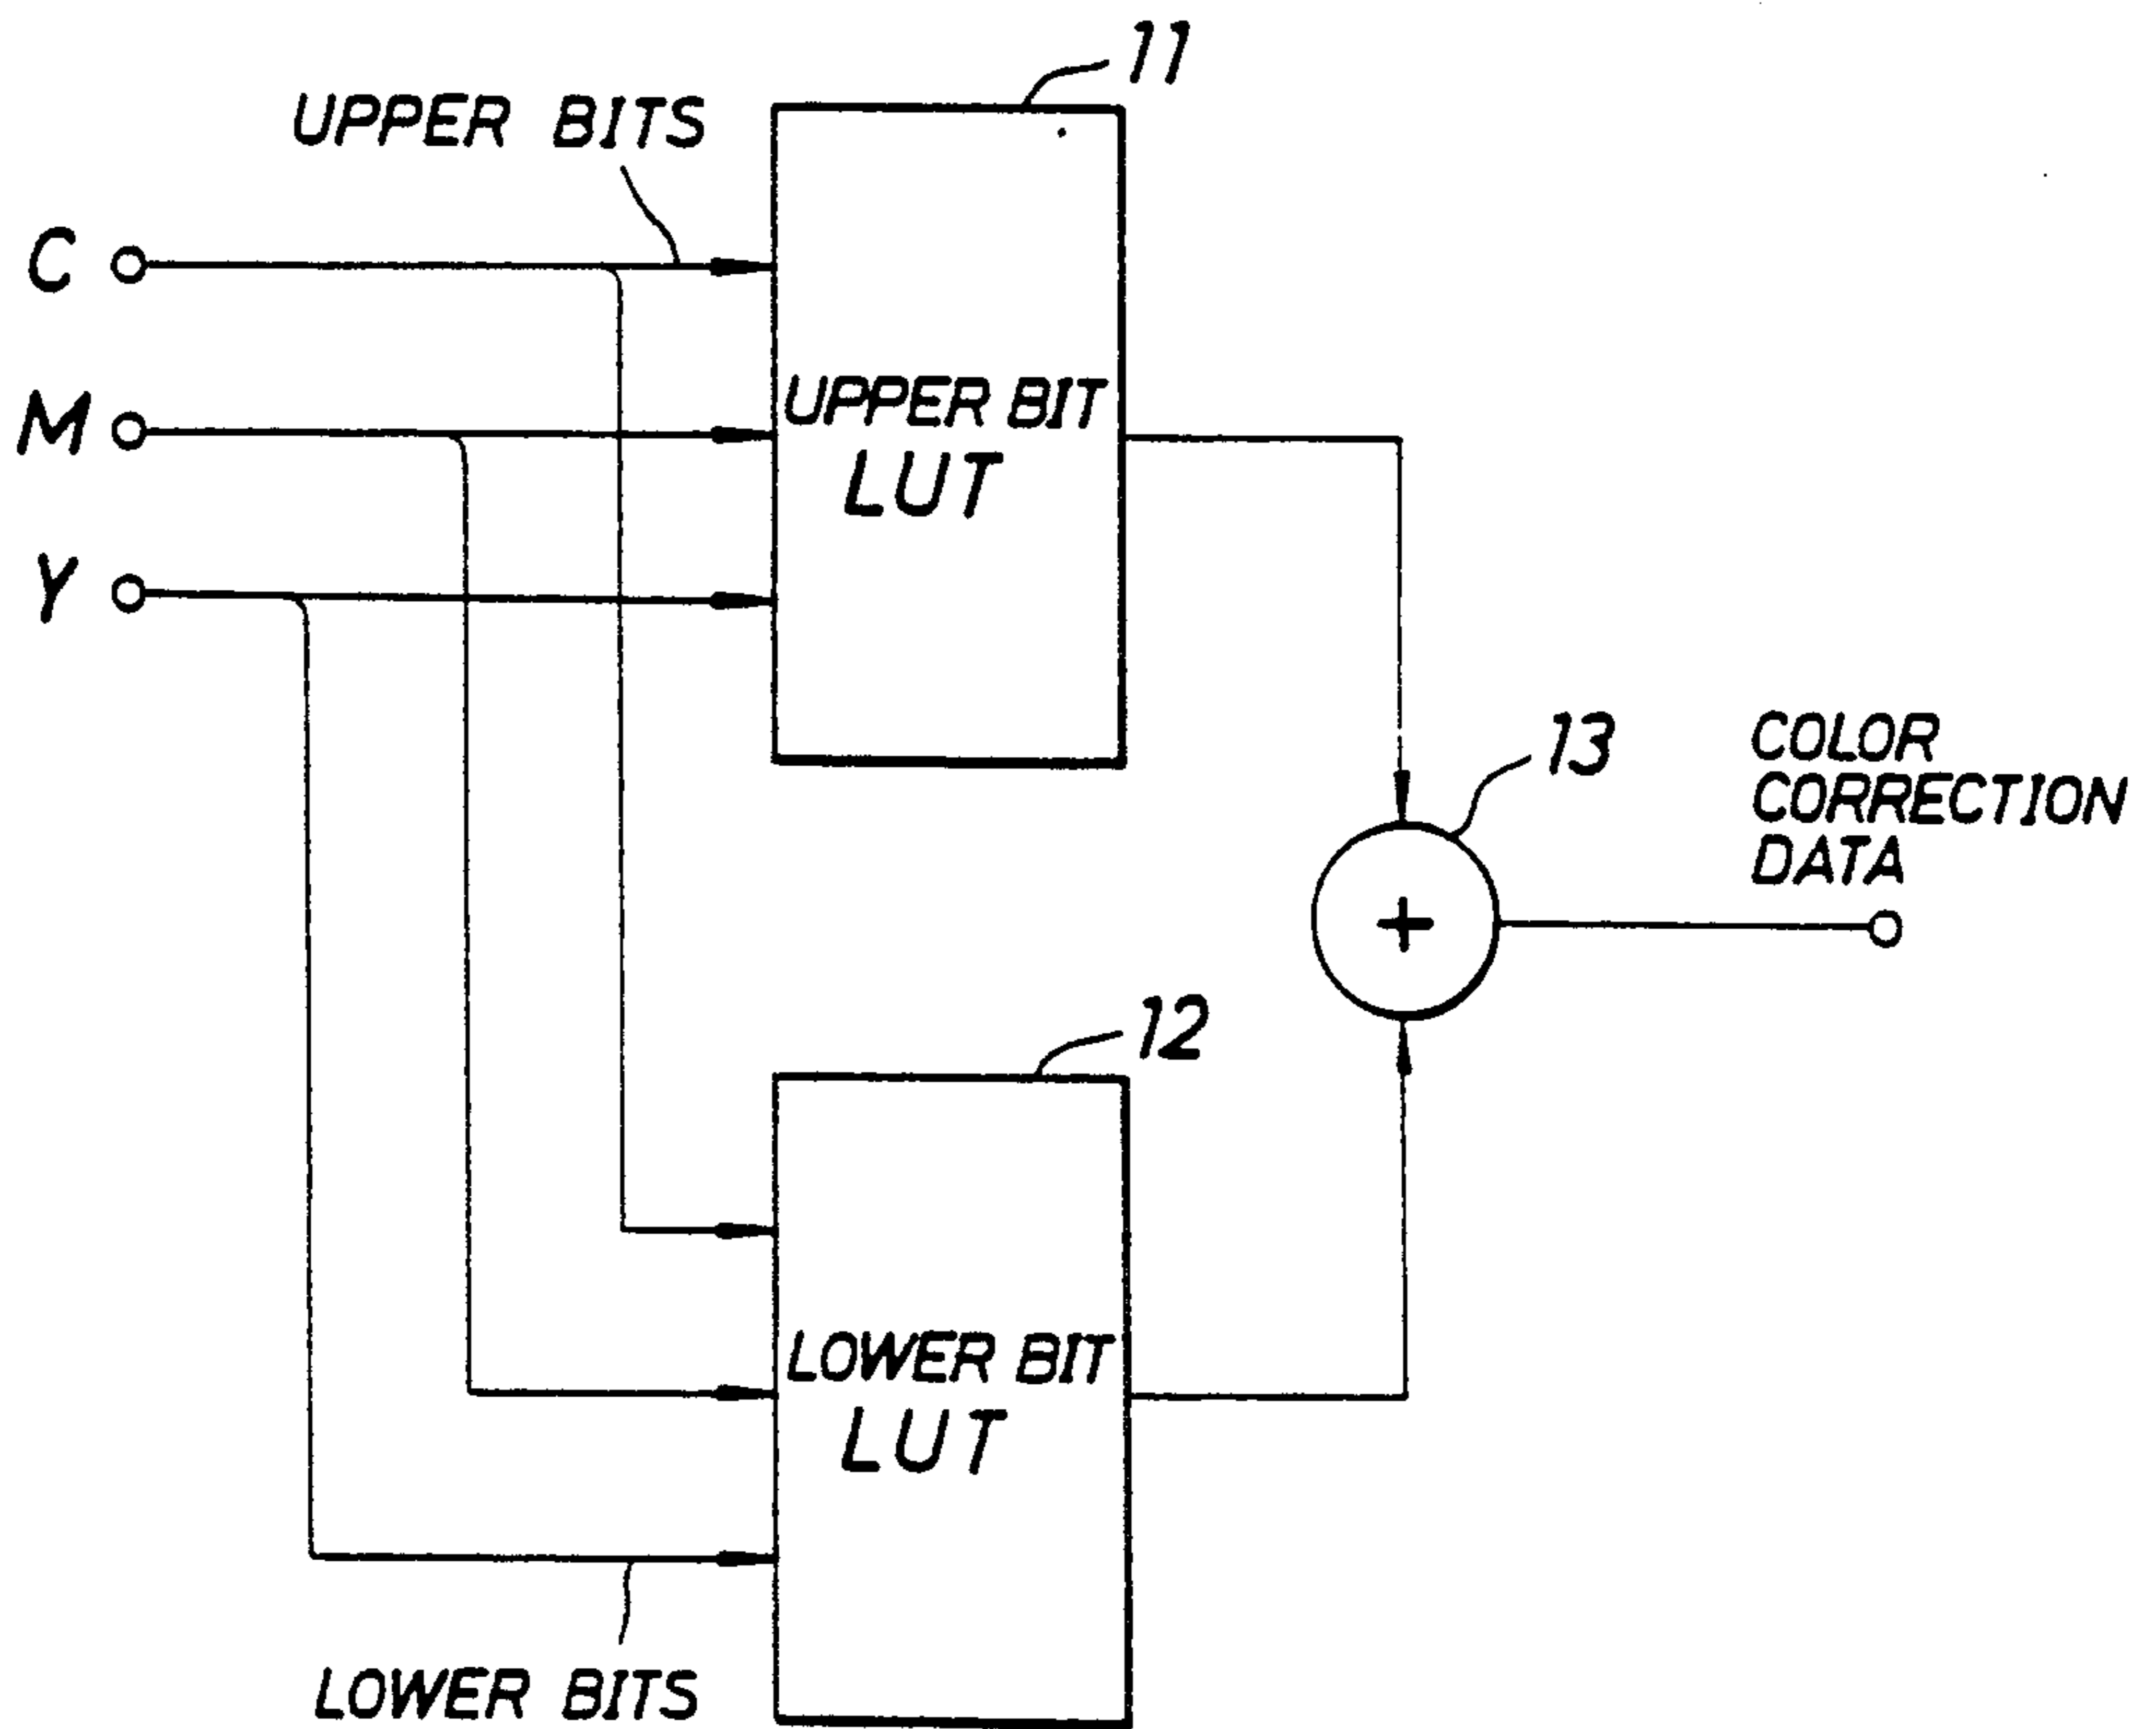 11
UPPER BITS
C
M
Y
UPPER BIT
LUT
13
COLOR
CORRECTION
DATA
+
12
LOWER BIT
LUT
LOWER BITS